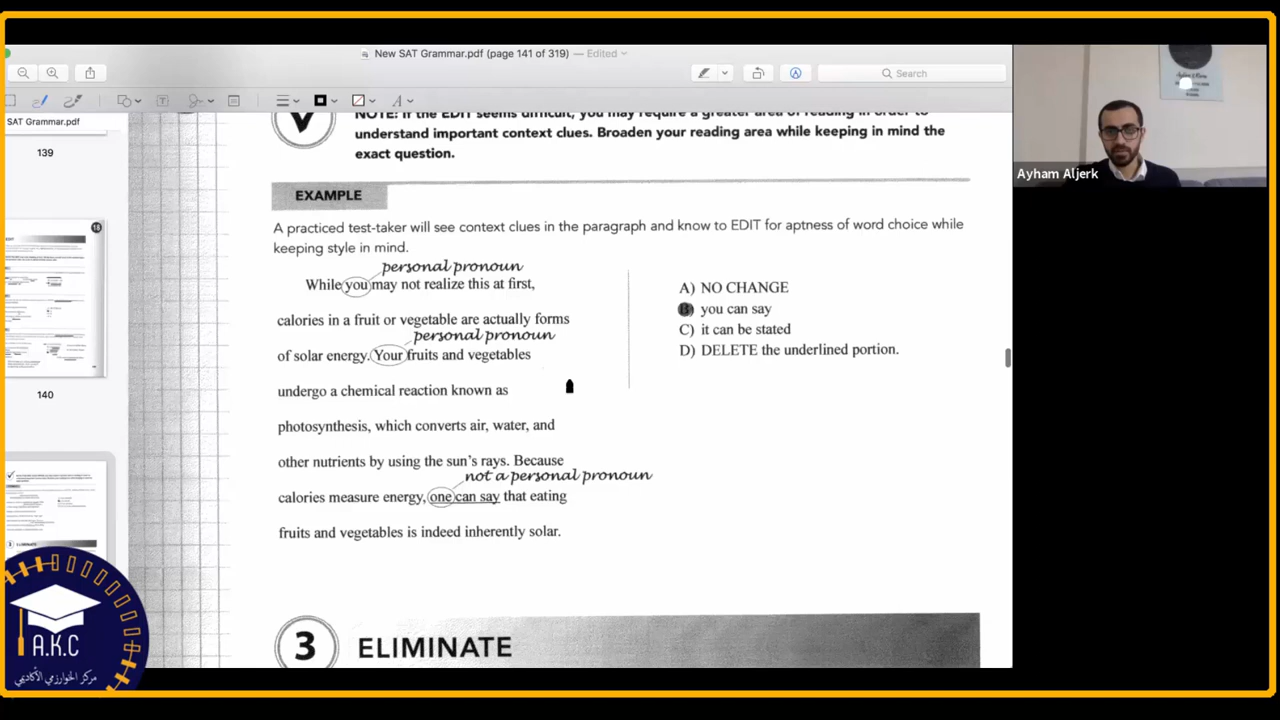 New SAT Grammar.pdf (page 141 of 319) — Edited
Search
SAT Grammar.pdf
139
140
NOTE: If the EDIT seems difficult, you may require a greater area of reading in order to
understand important context clues. Broaden your reading area while keeping in mind the
exact question.
EXAMPLE
A practiced test-taker will see context clues in the paragraph and know to EDIT for aptness of word choice while
keeping style in mind.
personal pronoun
While you may not realize this at first,
calories in a fruit or vegetable are actually forms
personal pronoun
of solar energy. Your fruits and vegetables
undergo a chemical reaction known as
photosynthesis, which converts air, water, and
other nutrients by using the sun's rays. Because
not a personal pronoun
calories measure energy, one can say that eating
fruits and vegetables is indeed inherently solar.
A) NO CHANGE
B) you can say
C) it can be stated
D) DELETE the underlined portion.
3 ELIMINATE
Ayham Aljerk
A.K.C
مركز الخوارزمي الأكاديمي